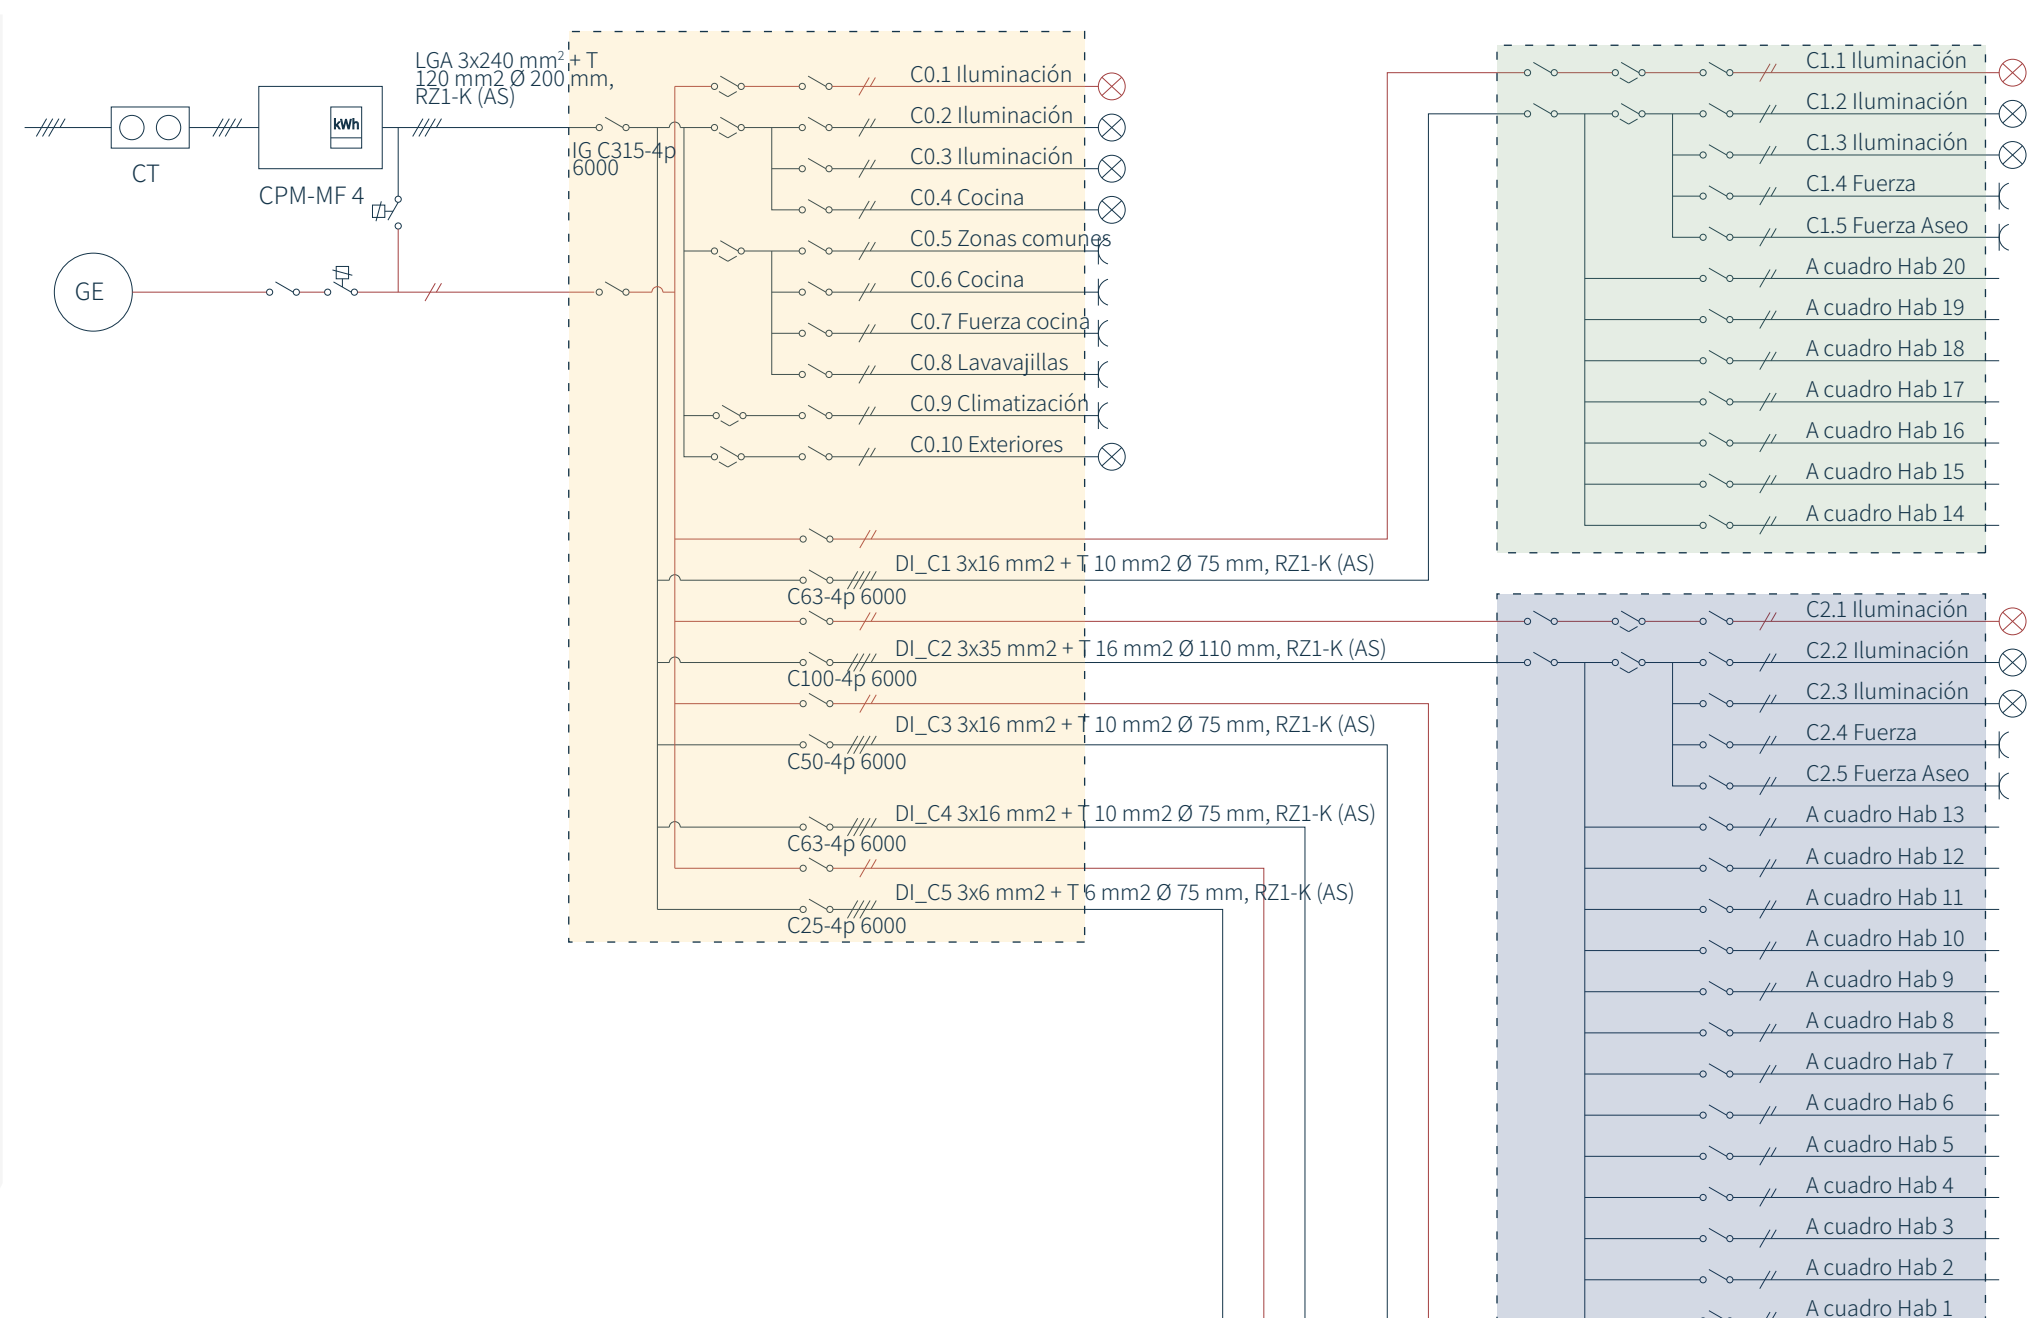 LGA 3x240 mm² + T
120 mm2 Ø 200 mm,
RZ1-K (AS)
kWh
CT
CPM-MF 4
GE
IG C315-4p
6000
C0.1 Iluminación
C0.2 Iluminación
C0.3 Iluminación
C0.4 Cocina
C0.5 Zonas comunes
C0.6 Cocina
C0.7 Fuerza cocina
C0.8 Lavavajillas
C0.9 Climatización
C0.10 Exteriores
DI_C1 3x16 mm2 + T 10 mm2 Ø 75 mm, RZ1-K (AS)
C63-4p 6000
DI_C2 3x35 mm2 + T 16 mm2 Ø 110 mm, RZ1-K (AS)
C100-4p 6000
DI_C3 3x16 mm2 + T 10 mm2 Ø 75 mm, RZ1-K (AS)
C50-4p 6000
DI_C4 3x16 mm2 + T 10 mm2 Ø 75 mm, RZ1-K (AS)
C63-4p 6000
DI_C5 3x6 mm2 + T 6 mm2 Ø 75 mm, RZ1-K (AS)
C25-4p 6000
C1.1 Iluminación
C1.2 Iluminación
C1.3 Iluminación
C1.4 Fuerza
C1.5 Fuerza Aseo
A cuadro Hab 20
A cuadro Hab 19
A cuadro Hab 18
A cuadro Hab 17
A cuadro Hab 16
A cuadro Hab 15
A cuadro Hab 14
C2.1 Iluminación
C2.2 Iluminación
C2.3 Iluminación
C2.4 Fuerza
C2.5 Fuerza Aseo
A cuadro Hab 13
A cuadro Hab 12
A cuadro Hab 11
A cuadro Hab 10
A cuadro Hab 9
A cuadro Hab 8
A cuadro Hab 7
A cuadro Hab 6
A cuadro Hab 5
A cuadro Hab 4
A cuadro Hab 3
A cuadro Hab 2
A cuadro Hab 1